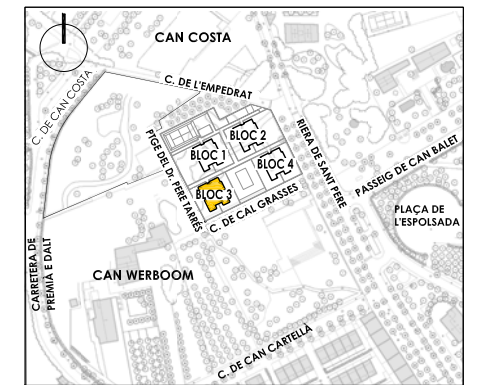 CAN COSTA
C. DE CAN COSTA
C. DE L'EMPEDRAT
PTGE DEL Dr. PERE TARRÉS
BLOC 1
BLOC 2
BLOC 3
BLOC 4
RIERA DE SANT PERE
PASSEIG DE CAN BALET
C. DE CAL GRASSES
PLAÇA DE
L'ESPOLSADA
CARRETERA DE
PREMIA E DALT
CAN WERBOOM
C. DE CAN CARTELLÀ